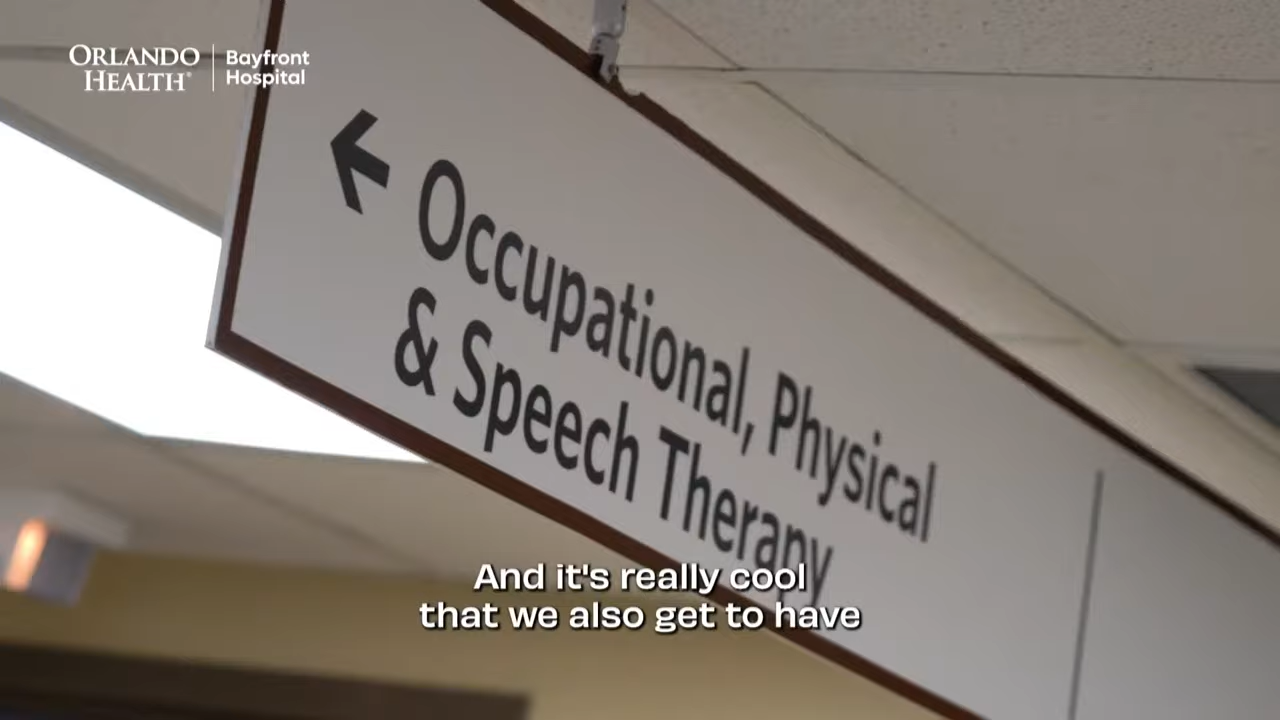 ORLANDO HEALTH®
Bayfront Hospital
← Occupational, Physical
& Speech Therapy
And it's really cool
that we also get to have